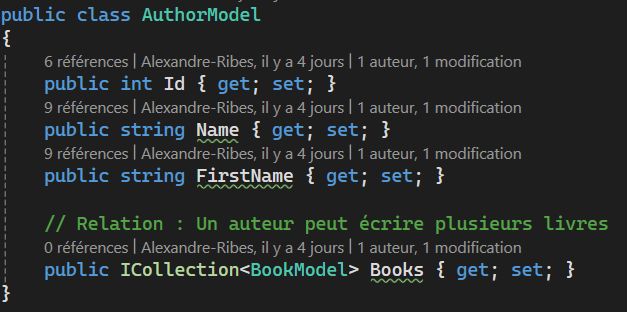 public class AuthorModel
{
6 références | Alexandre-Ribes, il y a 4 jours | 1 auteur, 1 modification
public int Id { get; set; }
9 références | Alexandre-Ribes, il y a 4 jours | 1 auteur, 1 modification
public string Name { get; set; }
9 références | Alexandre-Ribes, il y a 4 jours | 1 auteur, 1 modification
public string FirstName { get; set; }
// Relation : Un auteur peut écrire plusieurs livres
0 références | Alexandre-Ribes, il y a 4 jours | 1 auteur, 1 modification
public ICollection<BookModel> Books { get; set; }
}